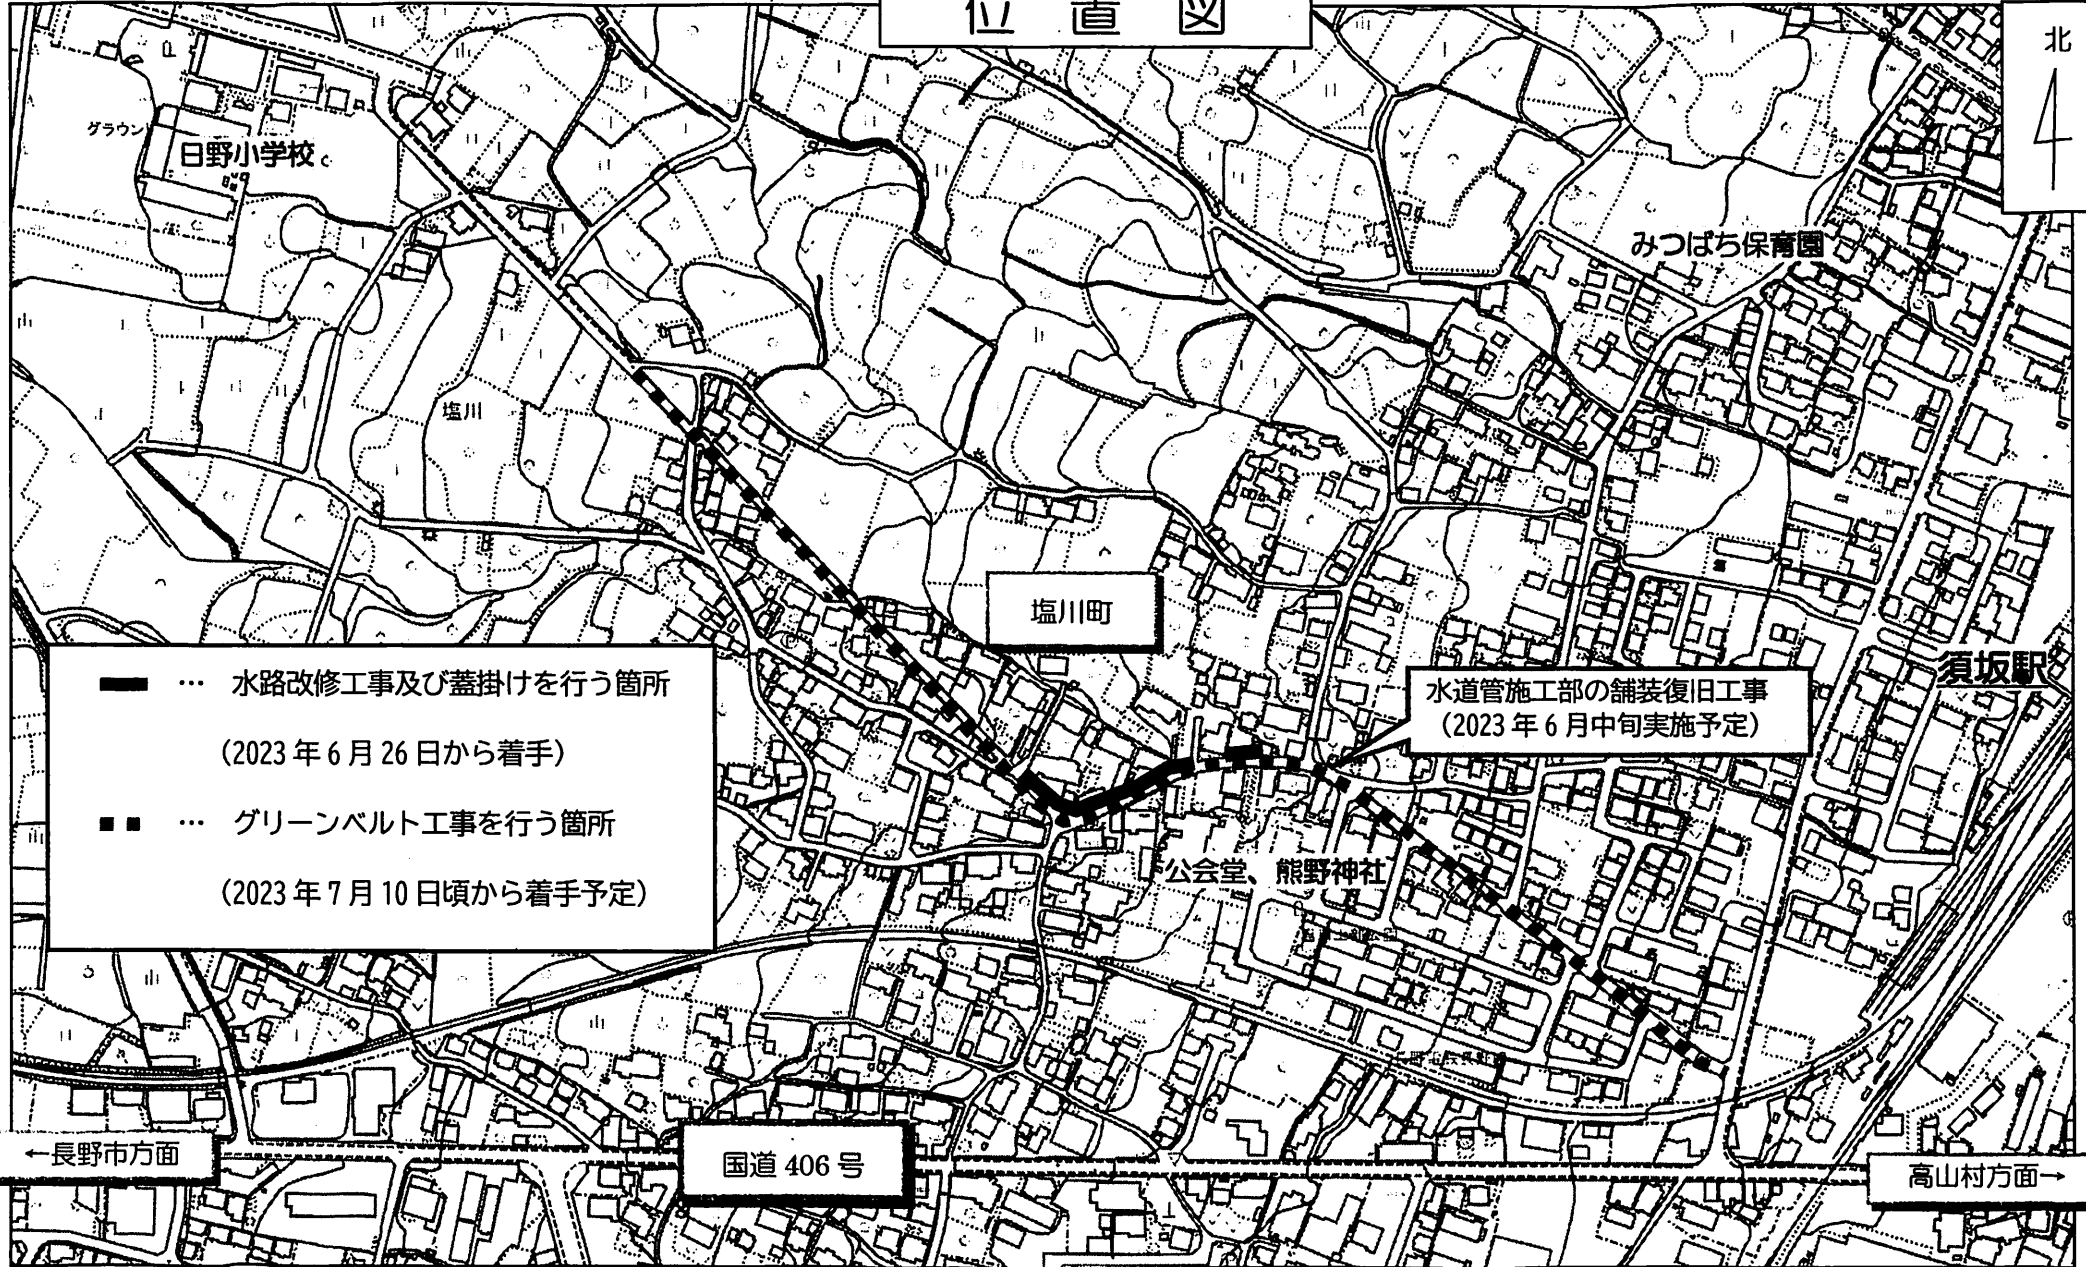 位置図
北
グラウン
日野小学校
みつばち保育園
塩川
塩川町
須坂駅
水道管施工部の舗装復旧工事
（2023年6月中旬実施予定）
… 水路改修工事及び蓋掛けを行う箇所
（2023年6月26日から着手）
… グリーンベルト工事を行う箇所
（2023年7月10日頃から着手予定）
公会堂、熊野神社
←長野市方面
国道406号
高山村方面→